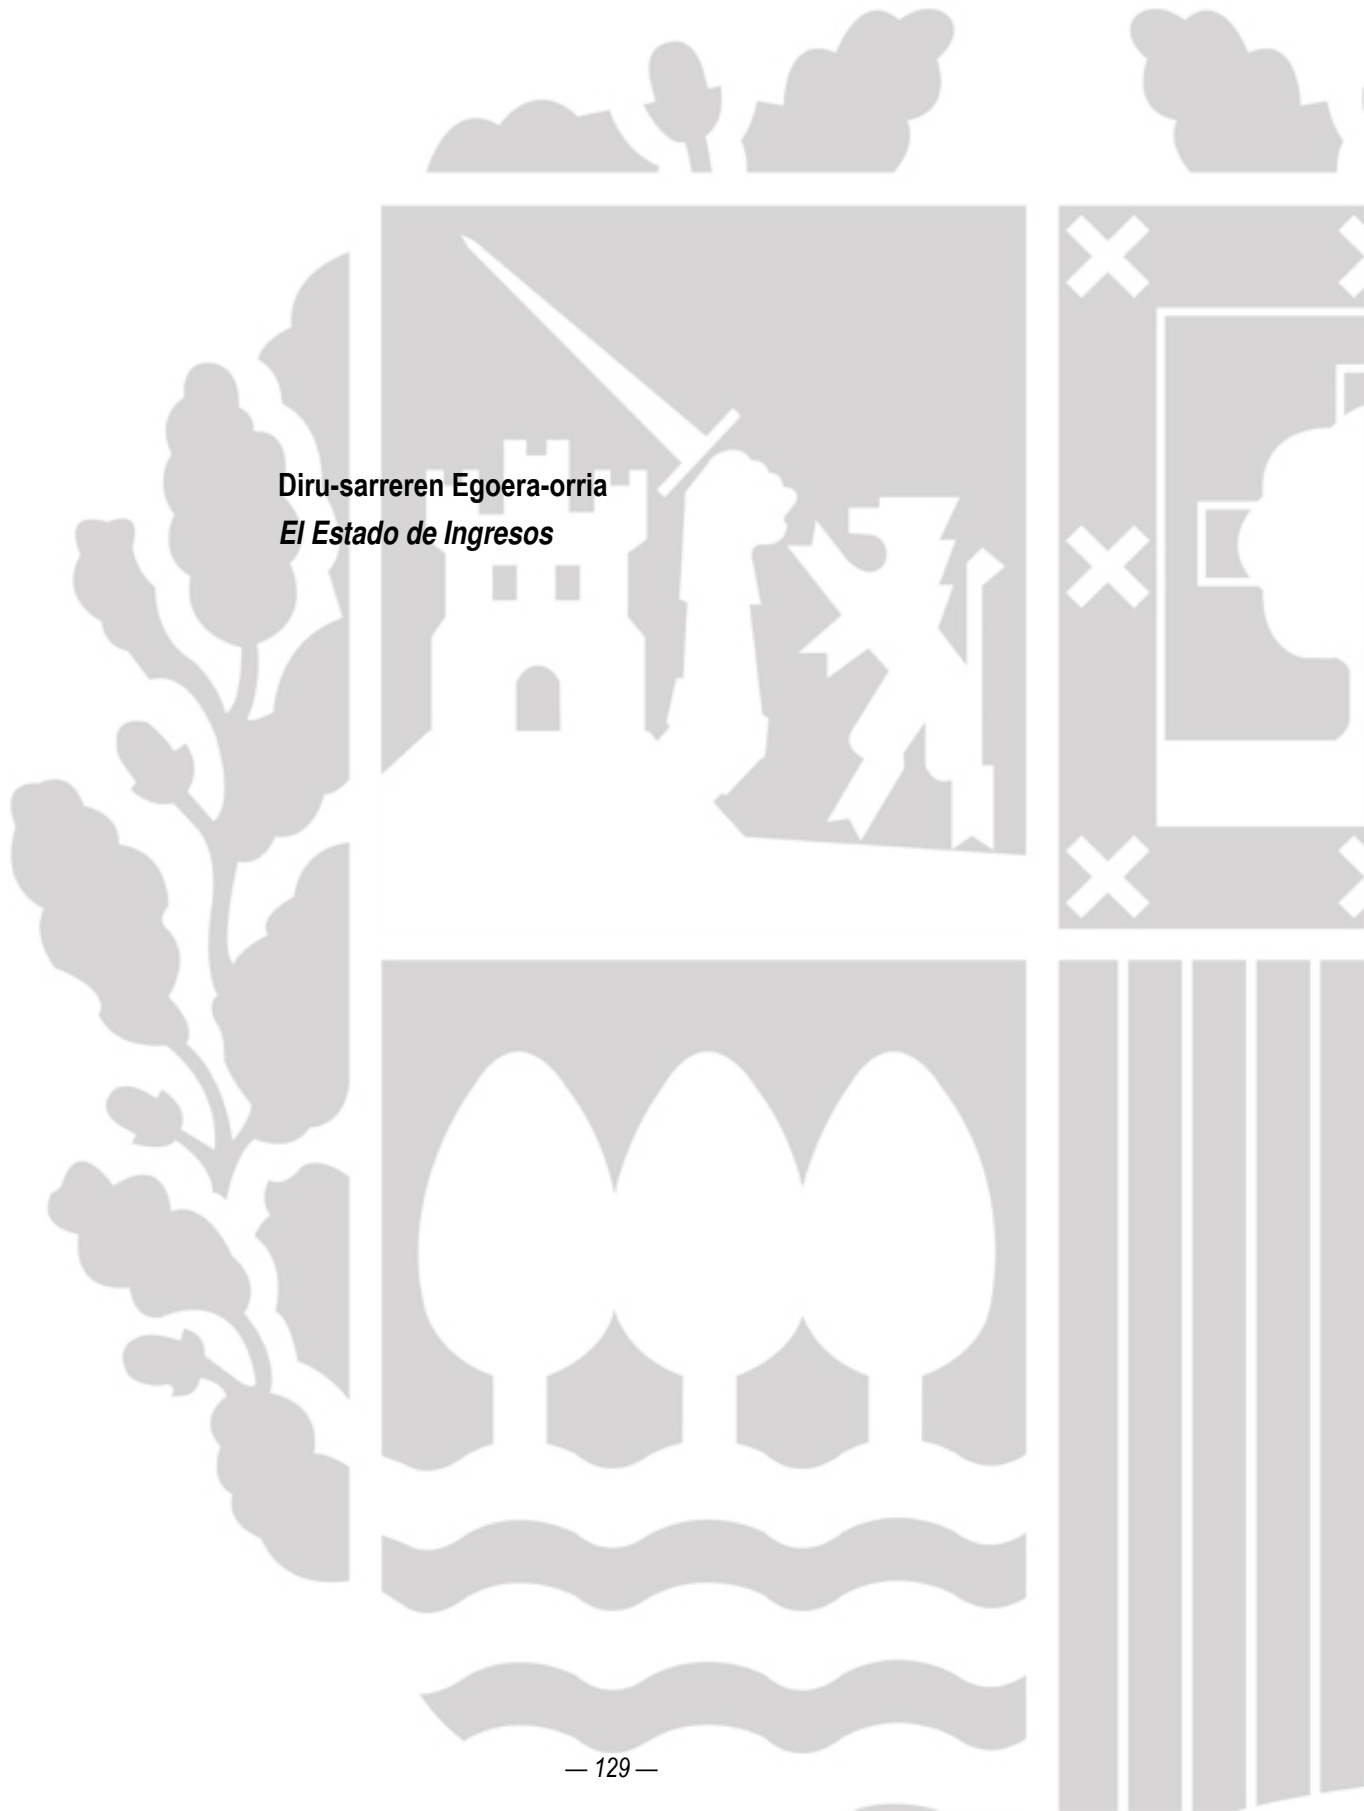 Diru-sarreren Egoera-orria
El Estado de Ingresos
— 129 —